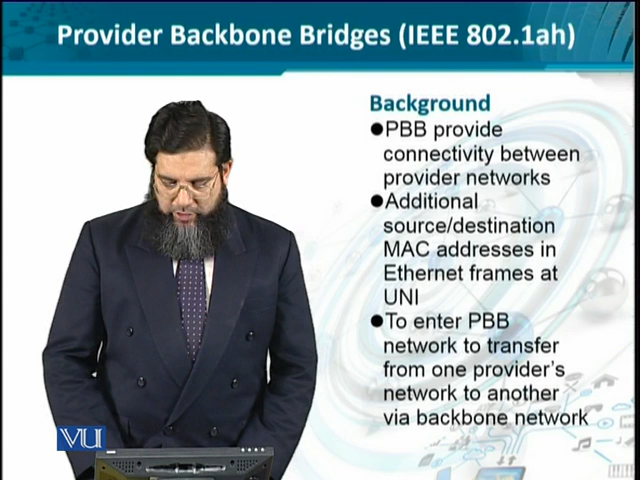 Provider Backbone Bridges (IEEE 802.1ah)
Background
●PBB provide
connectivity between
provider networks
●Additional
source/destination
MAC addresses in
Ethernet frames at
UNI
●To enter PBB
network to transfer
from one provider's
network to another
via backbone network
VU